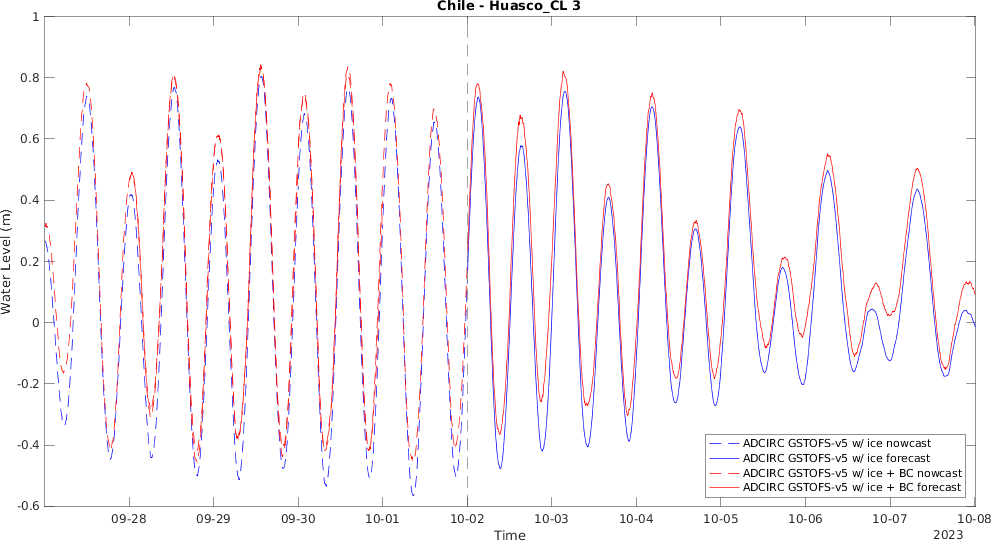 Chile - Huasco_CL 3
1
0.8
0.6
0.4
0.2
0
-0.2
-0.4
-0.6
Water Level (m)
09-28 09-29 09-30 10-01 10-02 10-03 10-04 10-05 10-06 10-07 10-08
Time
2023
ADCIRC GSTOFS-v5 w/ ice nowcast
ADCIRC GSTOFS-v5 w/ ice forecast
ADCIRC GSTOFS-v5 w/ ice + BC nowcast
ADCIRC GSTOFS-v5 w/ ice + BC forecast